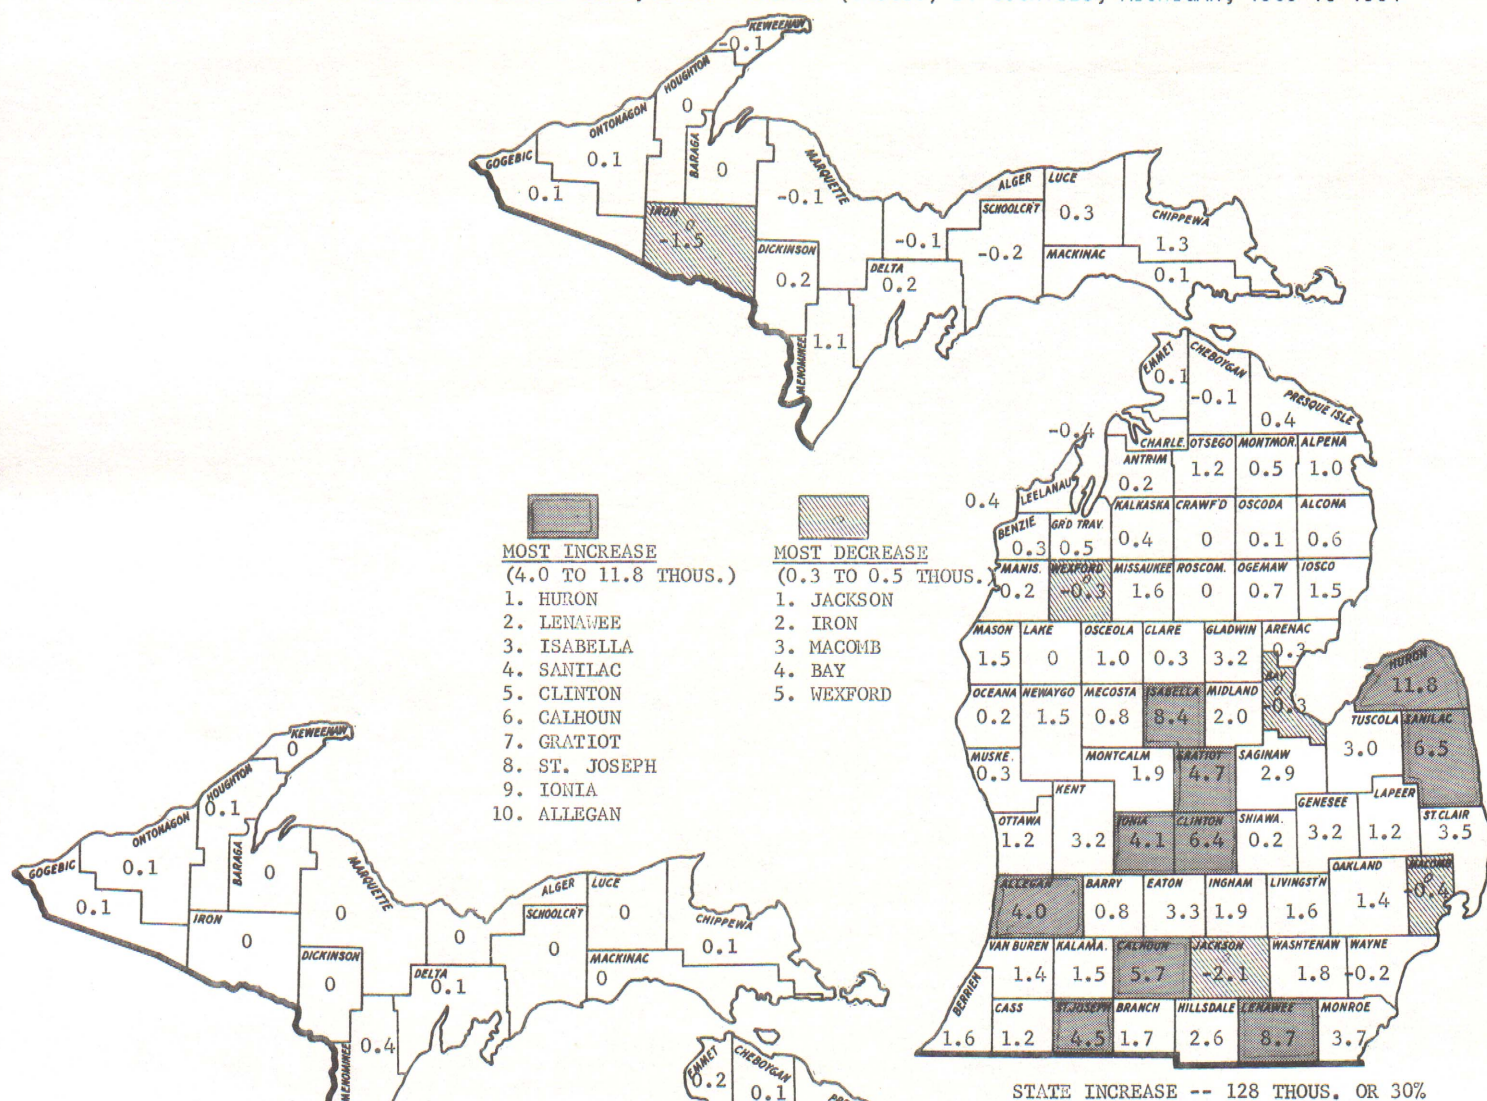 KEWEENAW
-0.1
HOUGHTON
0
ONTONAGON
0.1
GOGEBIC
0.1
BARAGA
0
IRON
-1.5
MARQUETTE
-0.1
DICKINSON
0.2
MENOMINEE
1.1
DELTA
0.2
ALGER
-0.1
SCHOOLCR'T
-0.2
LUCE
0.3
CHIPPEWA
1.3
MACKINAC
0.1
MOST INCREASE
(4.0 TO 11.8 THOUS.)
1. HURON
2. LENAWEE
3. ISABELLA
4. SANILAC
5. CLINTON
6. CALHOUN
7. GRATIOT
8. ST. JOSEPH
9. IONIA
10. ALLEGAN
MOST DECREASE
(0.3 TO 0.5 THOUS.)
1. JACKSON
2. IRON
3. MACOMB
4. BAY
5. WEXFORD
EMMET
0.1
CHEBOYGAN
-0.1
PRESQUE ISLE
0.4
-0.4
CHARLE. OTSEGO MONTMOR. ALPENA
1.2 0.5 1.0
ANTRIM
0.2
0.4 LEELANAU
KALKASKA CRAWF'D OSCODA ALCONA
0.4 0 0.1 0.6
BENZIE GR'D TRAV.
0.3 0.5
MANIS. WEXFORD MISSAUKEE ROSCOM. OGEMAW IOSCO
0.2 -0.3 1.6 0 0.7 1.5
MASON LAKE OSCEOLA CLARE GLADWIN ARENAC
1.5 0 1.0 0.3 3.2 0.3
HURON
11.8
BAY
-0.3
OCEANA NEWAYGO MECOSTA ISABELLA MIDLAND
0.2 1.5 0.8 8.4 2.0
TUSCOLA SANILAC
3.0 6.5
MUSKE. MONTCALM GRATIOT SAGINAW
0.3 1.9 4.7 2.9
KENT
3.2
GENESEE LAPEER
3.2 1.2
OTTAWA IONIA CLINTON SHIAWA. ST. CLAIR
1.2 4.1 6.4 0.2 3.5
OAKLAND MACOMB
1.4 -0.4
ALLEGAN BARRY EATON INGHAM LIVINGST'N
4.0 0.8 3.3 1.9 1.6
VAN BUREN KALAMA. CALHOUN JACKSON WASHTENAW WAYNE
1.4 1.5 5.7 -2.1 1.8 -0.2
BERRIEN CASS ST. JOSEPH BRANCH HILLSDALE LENAWEE MONROE
1.6 1.2 4.5 1.7 2.6 8.7 3.7
STATE INCREASE -- 128 THOUS. OR 30%
KEWEENAW
0
HOUGHTON
0.1
ONTONAGON
0.1
GOGEBIC
0.1
BARAGA
0
IRON
0
MARQUETTE
0
DICKINSON
0
MENOMINEE
0.4
DELTA
0.1
ALGER
0
SCHOOLCR'T
0
LUCE
0
CHIPPEWA
0.1
MACKINAC
0
EMMET
0.2
CHEBOYGAN
0.1